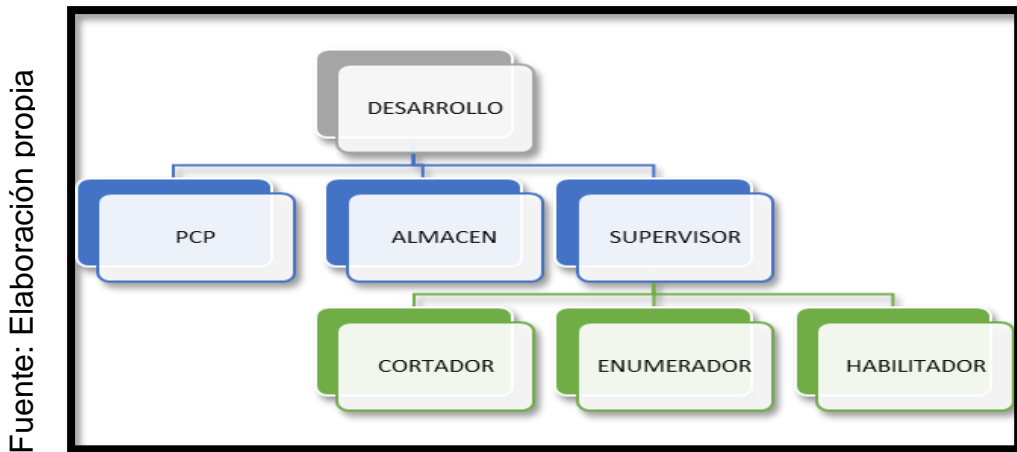 Fuente: Elaboración propia
DESARROLLO
PCP
ALMACEN
SUPERVISOR
CORTADOR
ENUMERADOR
HABILITADOR